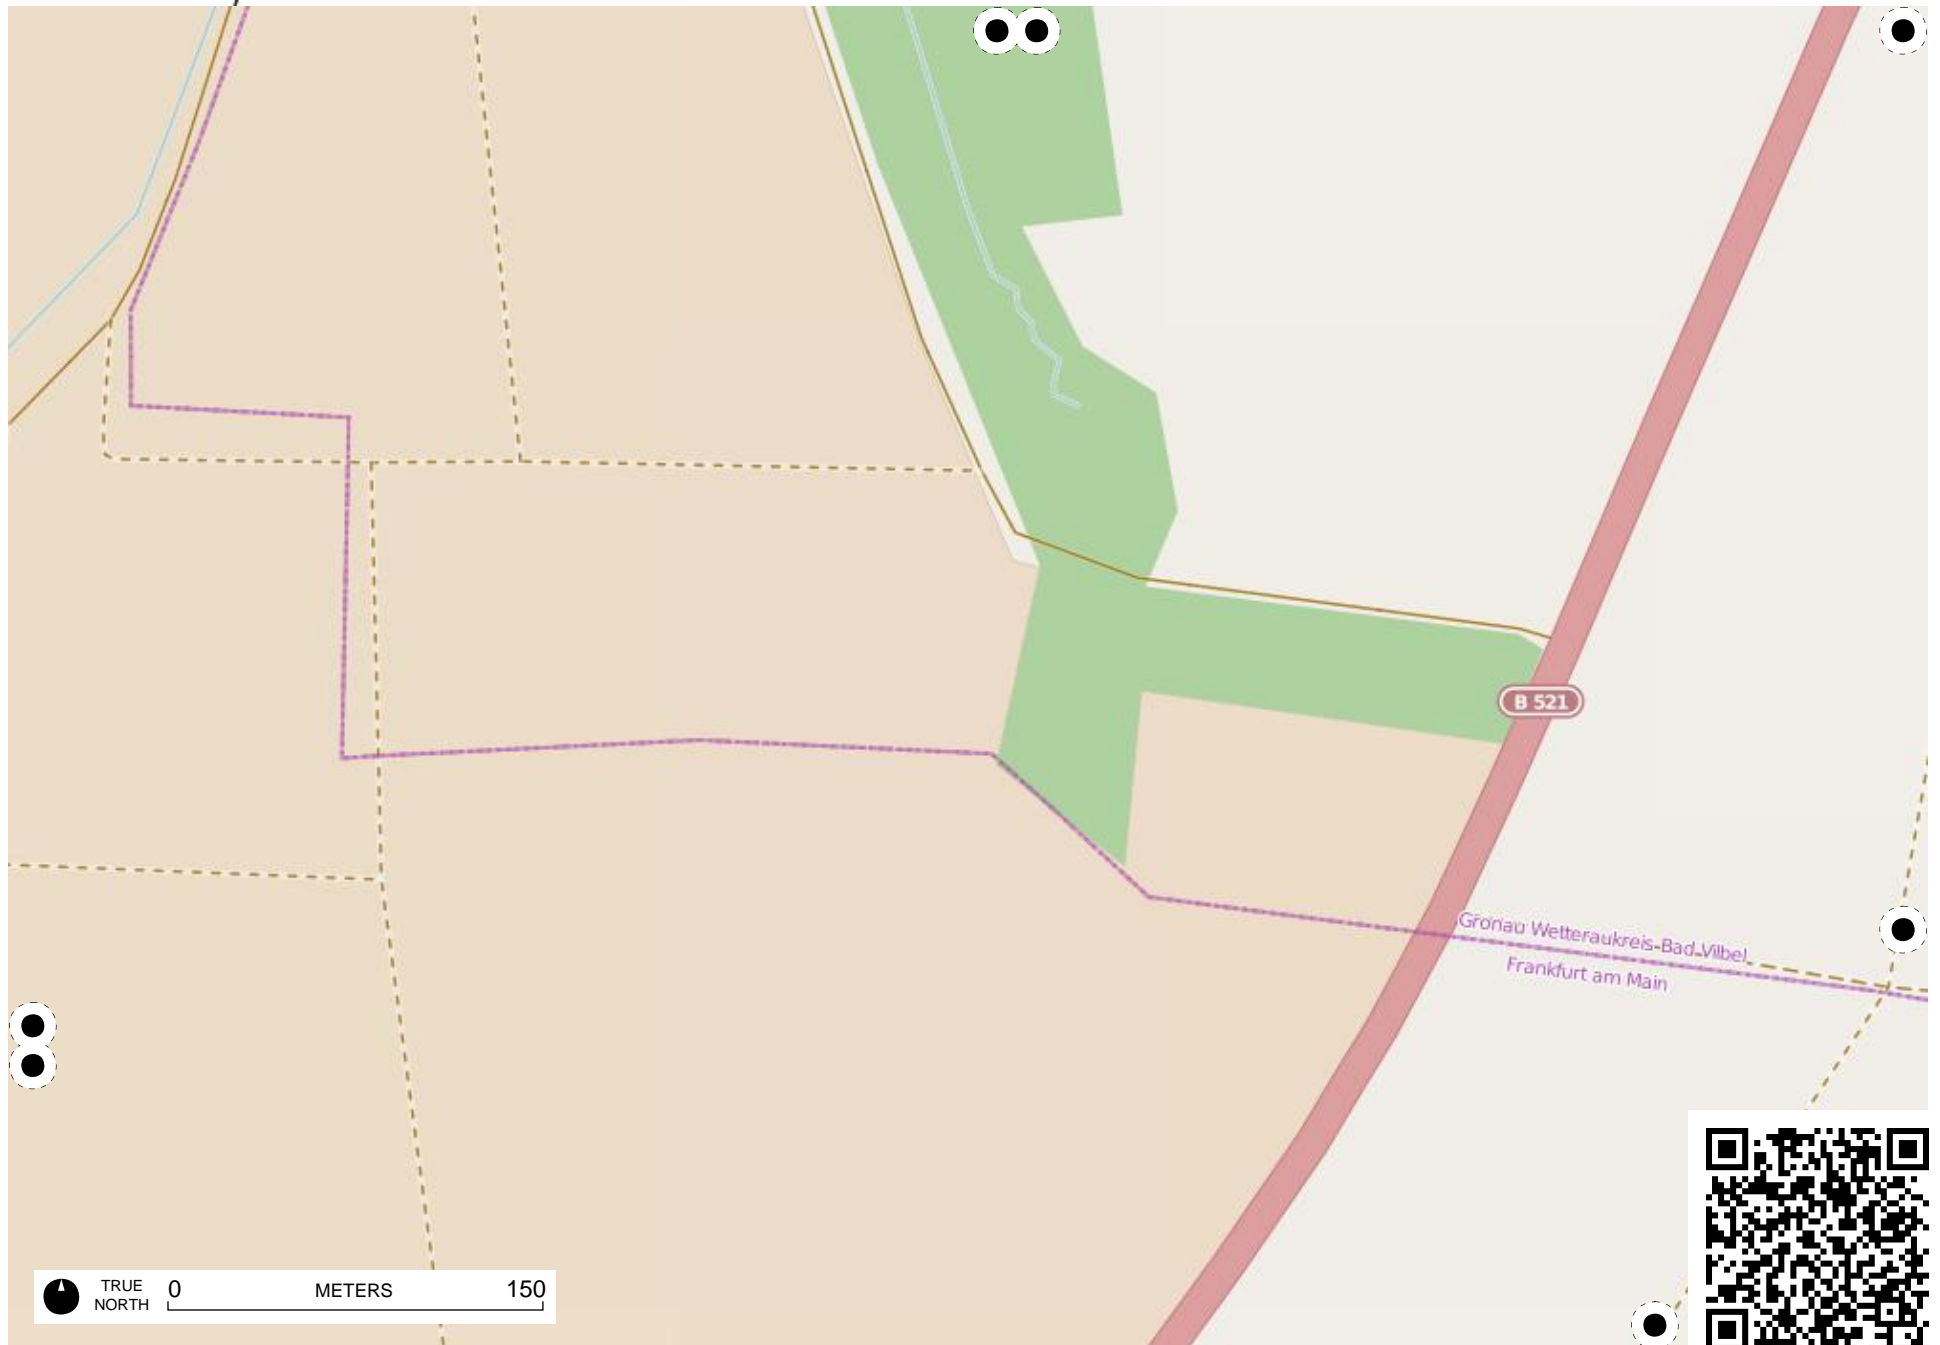 B 521
Gronau Wetteraukreis-Bad Vilbel
Frankfurt am Main
TRUE NORTH
0 METERS 150